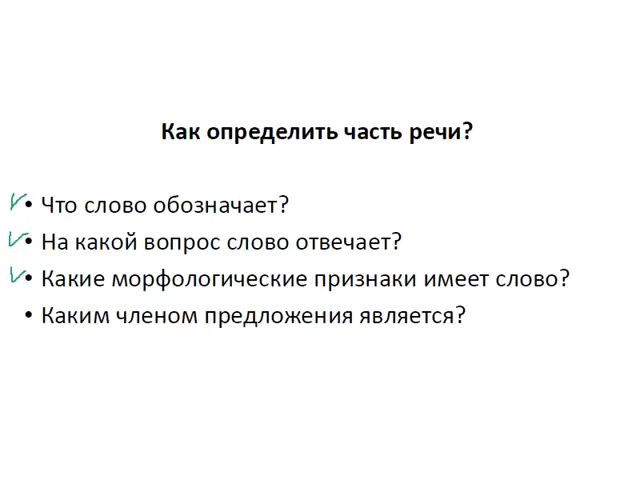 Как определить часть речи?
• Что слово обозначает?
• На какой вопрос слово отвечает?
• Какие морфологические признаки имеет слово?
• Каким членом предложения является?